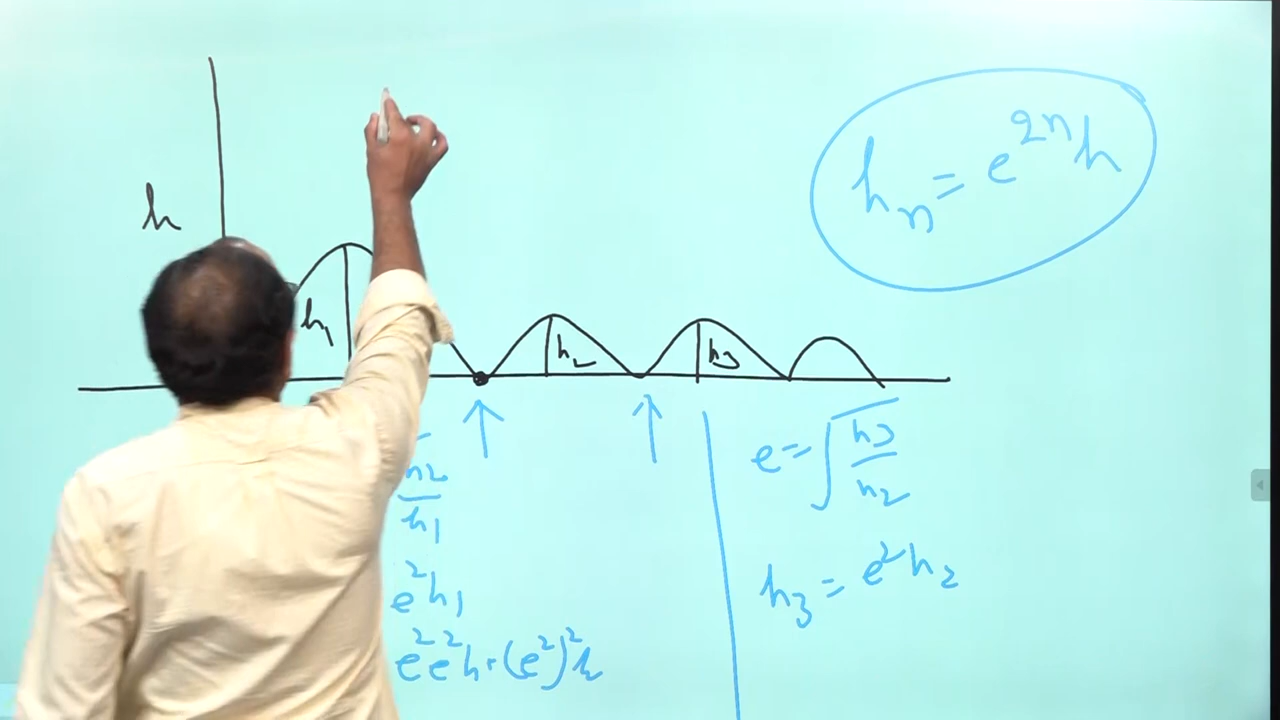 h
h₁
h₂
h₃
hₙ = e²ⁿh
h₂
h₁
e²h₁
e²e²h · (e²)²h
e = √(h₃/h₂)
h₃ = e²h₂